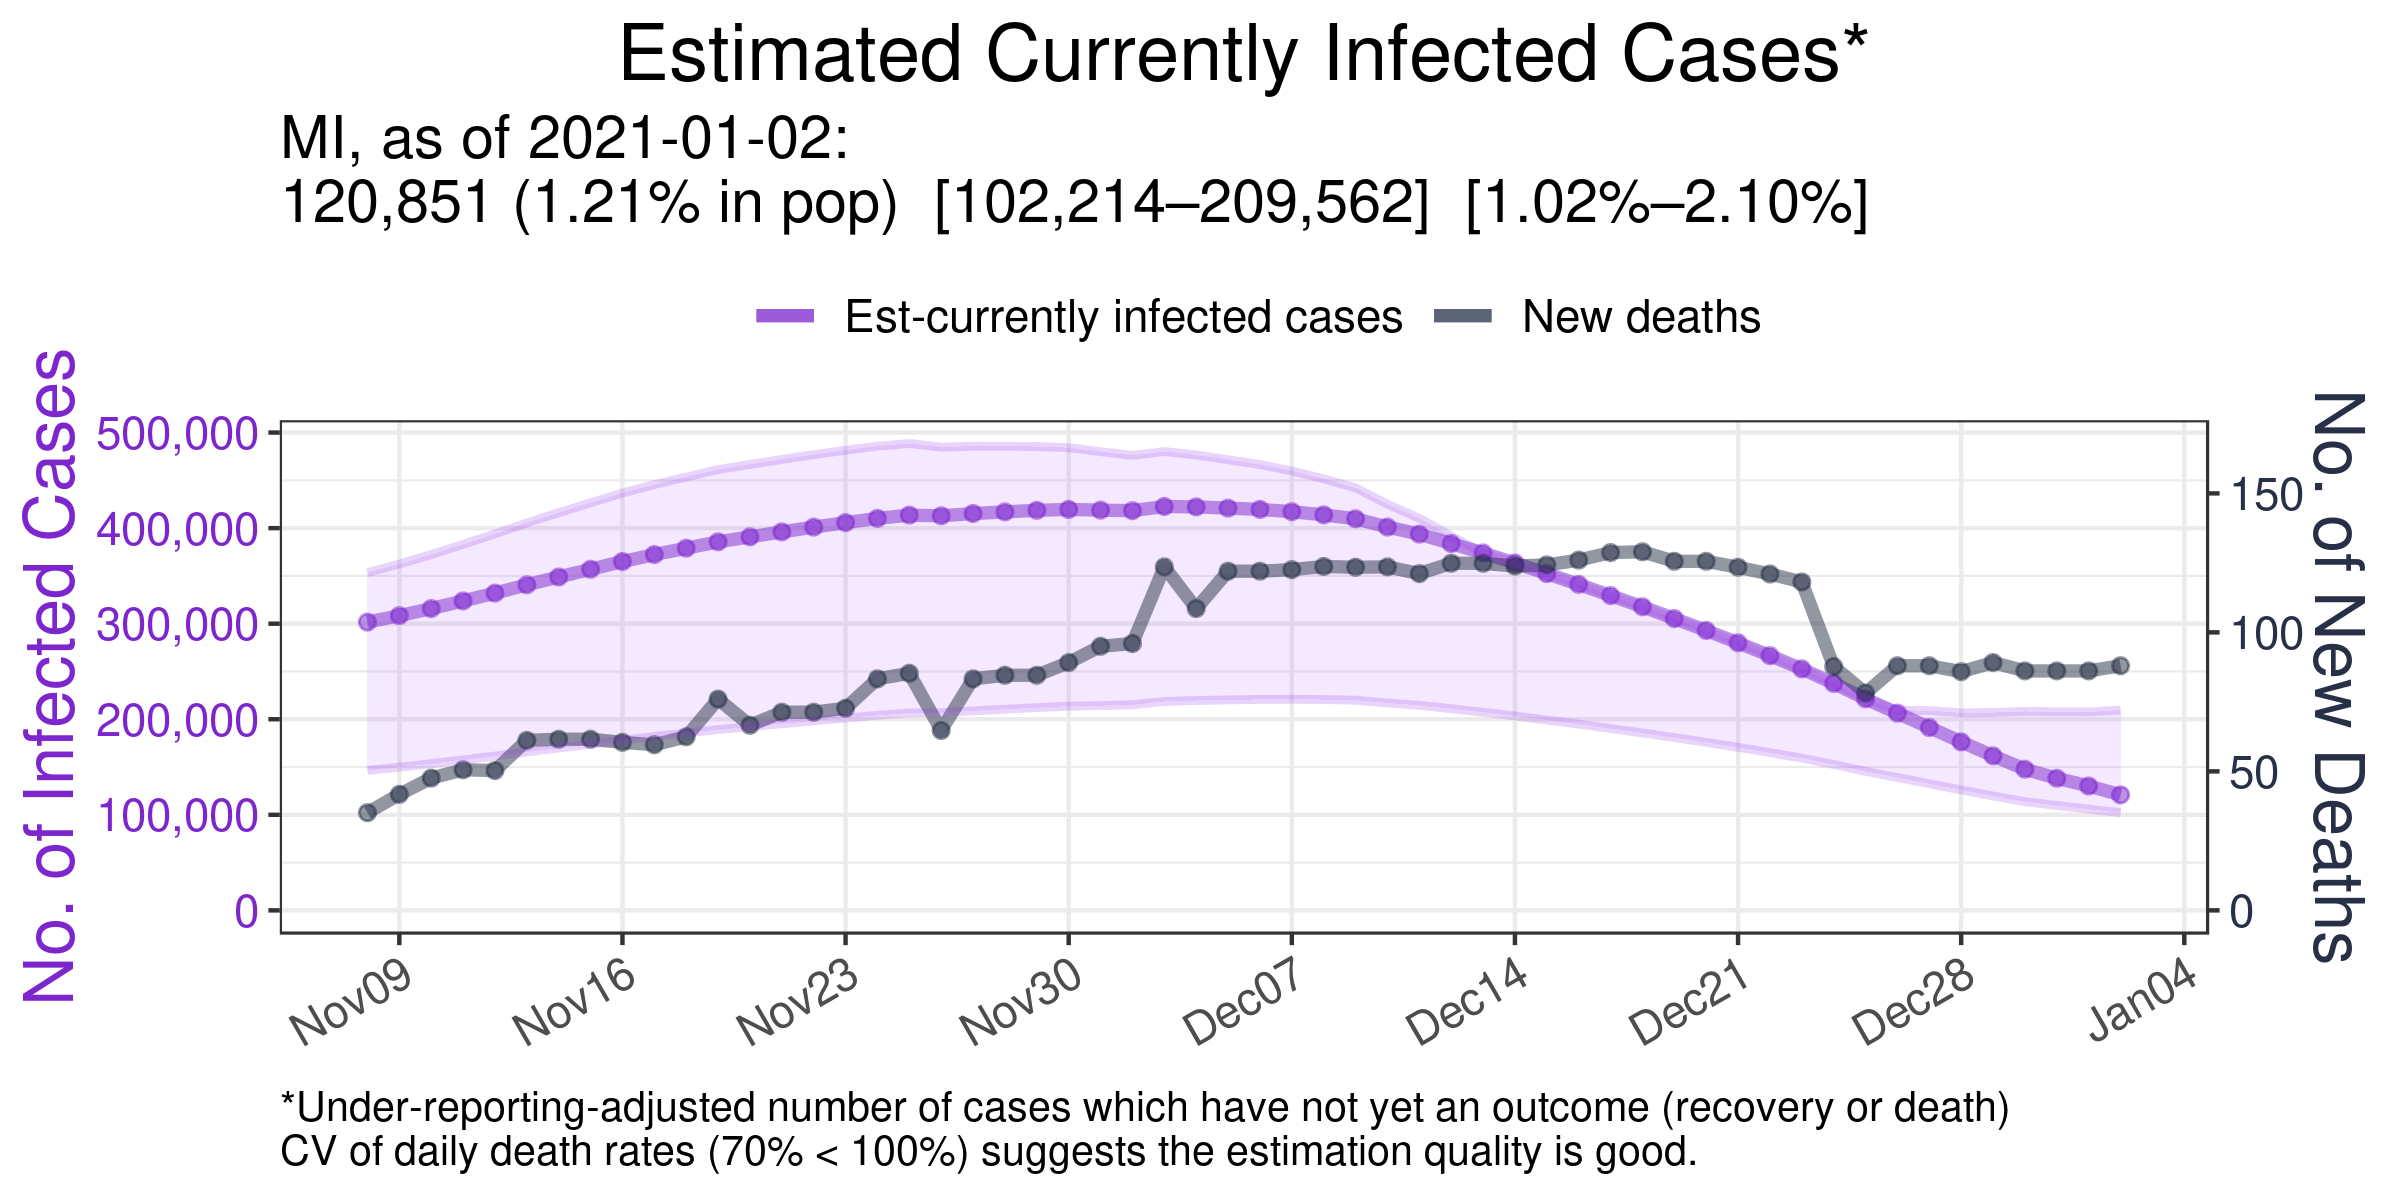 Estimated Currently Infected Cases*
MI, as of 2021-01-02:
120,851 (1.21% in pop) [102,214–209,562] [1.02%–2.10%]
Est-currently infected cases
New deaths
No. of Infected Cases
500,000
400,000
300,000
200,000
100,000
0
No. of New Deaths
150
100
50
0
Nov09
Nov16
Nov23
Nov30
Dec07
Dec14
Dec21
Dec28
Jan04
*Under-reporting-adjusted number of cases which have not yet an outcome (recovery or death)
CV of daily death rates (70% < 100%) suggests the estimation quality is good.